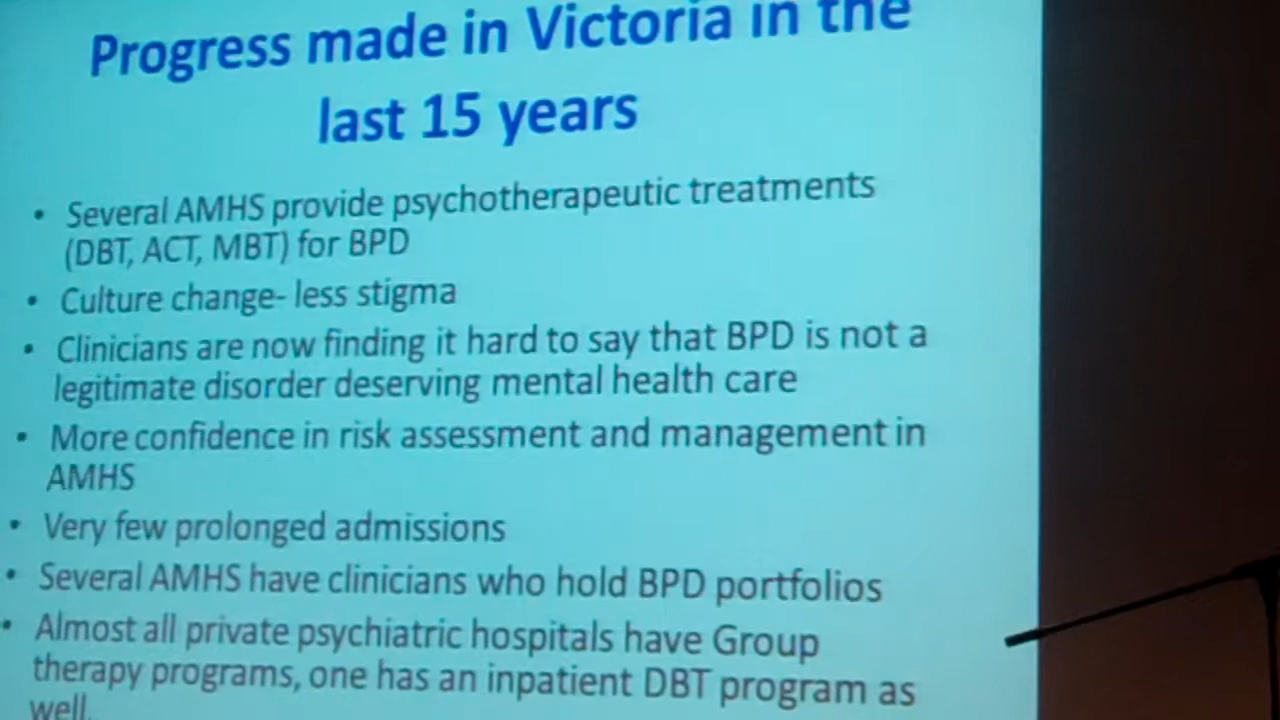 Progress made in Victoria in the
last 15 years
• Several AMHS provide psychotherapeutic treatments
(DBT, ACT, MBT) for BPD
• Culture change- less stigma
• Clinicians are now finding it hard to say that BPD is not a
legitimate disorder deserving mental health care
• More confidence in risk assessment and management in
AMHS
• Very few prolonged admissions
• Several AMHS have clinicians who hold BPD portfolios
• Almost all private psychiatric hospitals have Group
therapy programs, one has an inpatient DBT program as
well.